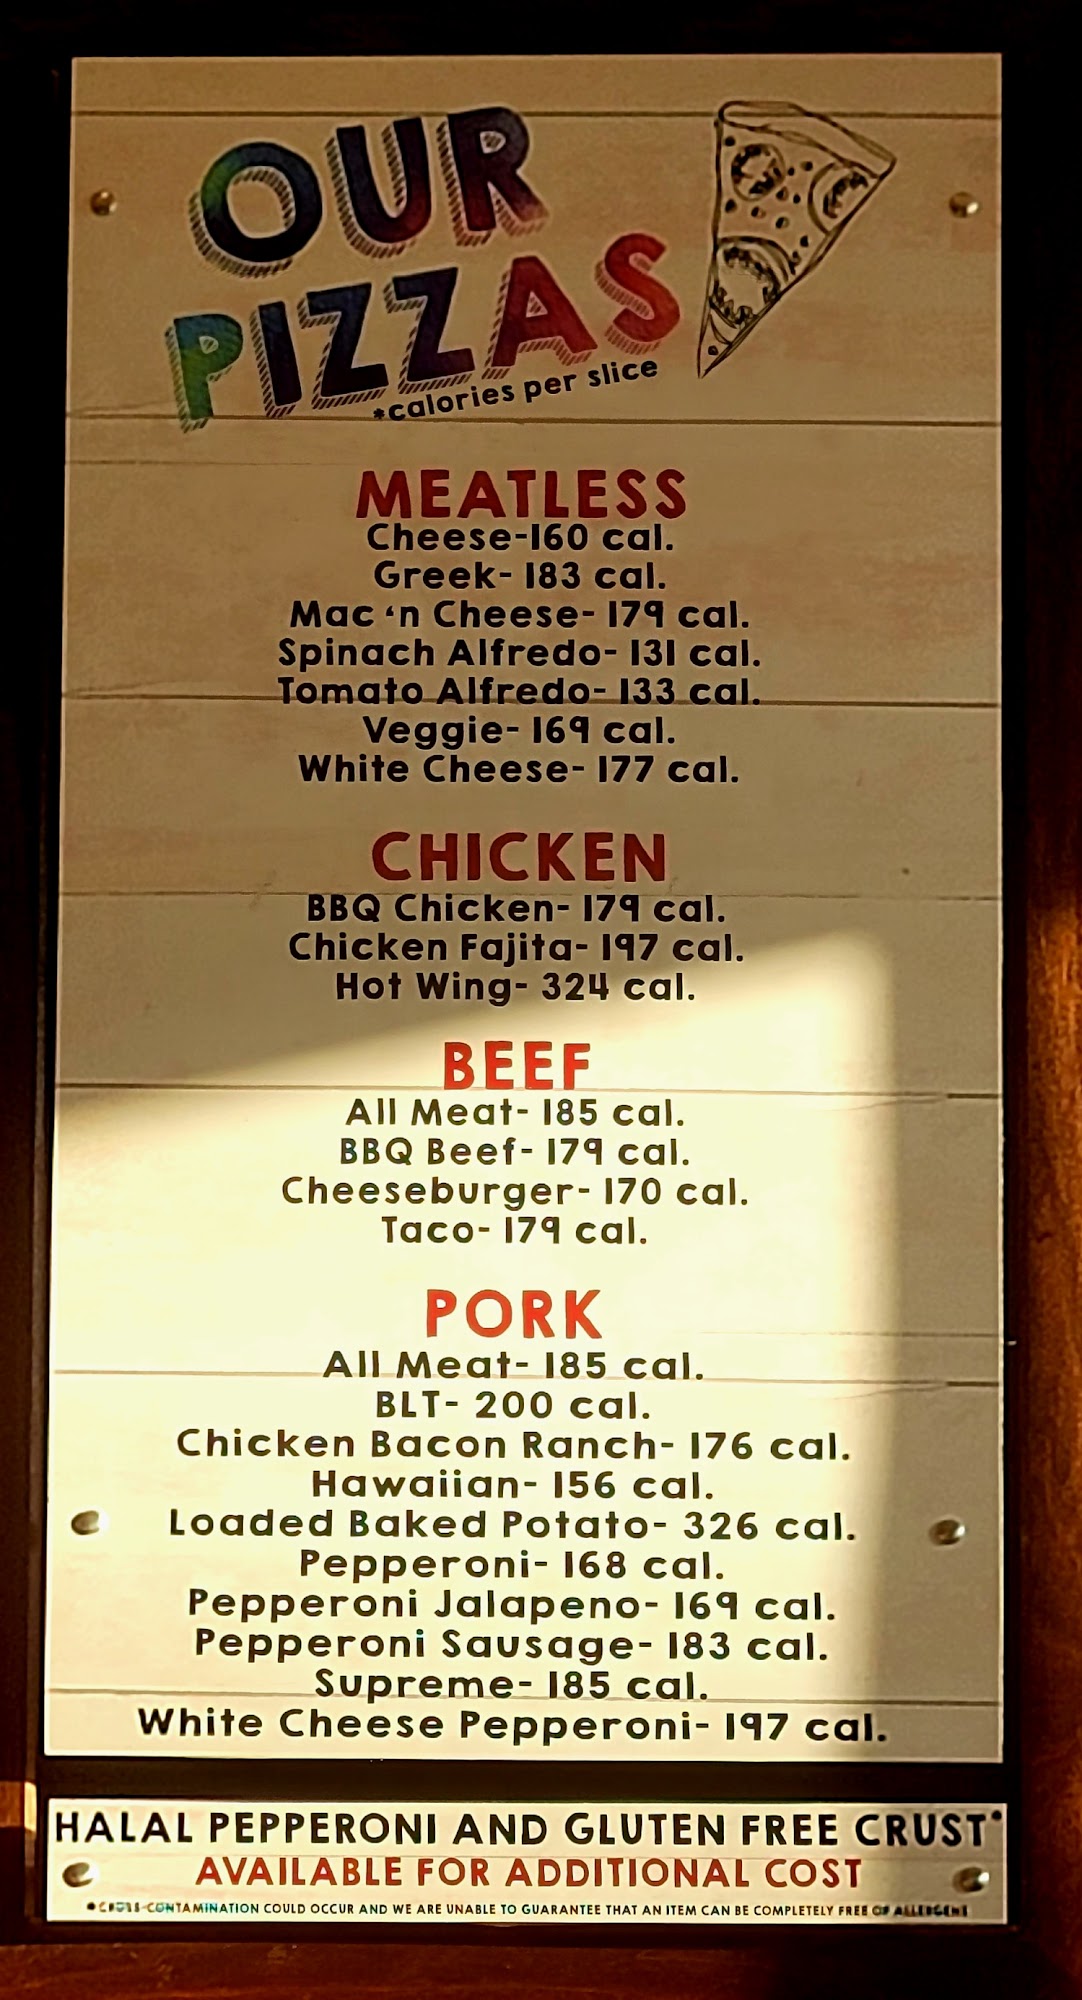 OUR
PIZZAS
*calories per slice
MEATLESS
Cheese-160 cal.
Greek- 183 cal.
Mac ‘n Cheese- 179 cal.
Spinach Alfredo- 131 cal.
Tomato Alfredo- 133 cal.
Veggie- 169 cal.
White Cheese- 177 cal.
CHICKEN
BBQ Chicken- 179 cal.
Chicken Fajita- 197 cal.
Hot Wing- 324 cal.
BEEF
All Meat- 185 cal.
BBQ Beef- 179 cal.
Cheeseburger- 170 cal.
Taco- 179 cal.
PORK
All Meat- 185 cal.
BLT- 200 cal.
Chicken Bacon Ranch- 176 cal.
Hawaiian- 156 cal.
Loaded Baked Potato- 326 cal.
Pepperoni- 168 cal.
Pepperoni Jalapeno- 169 cal.
Pepperoni Sausage- 183 cal.
Supreme- 185 cal.
White Cheese Pepperoni- 197 cal.
HALAL PEPPERONI AND GLUTEN FREE CRUST*
AVAILABLE FOR ADDITIONAL COST
*CROSS-CONTAMINATION COULD OCCUR AND WE ARE UNABLE TO GUARANTEE THAT AN ITEM CAN BE COMPLETELY FREE OF ALLERGENS